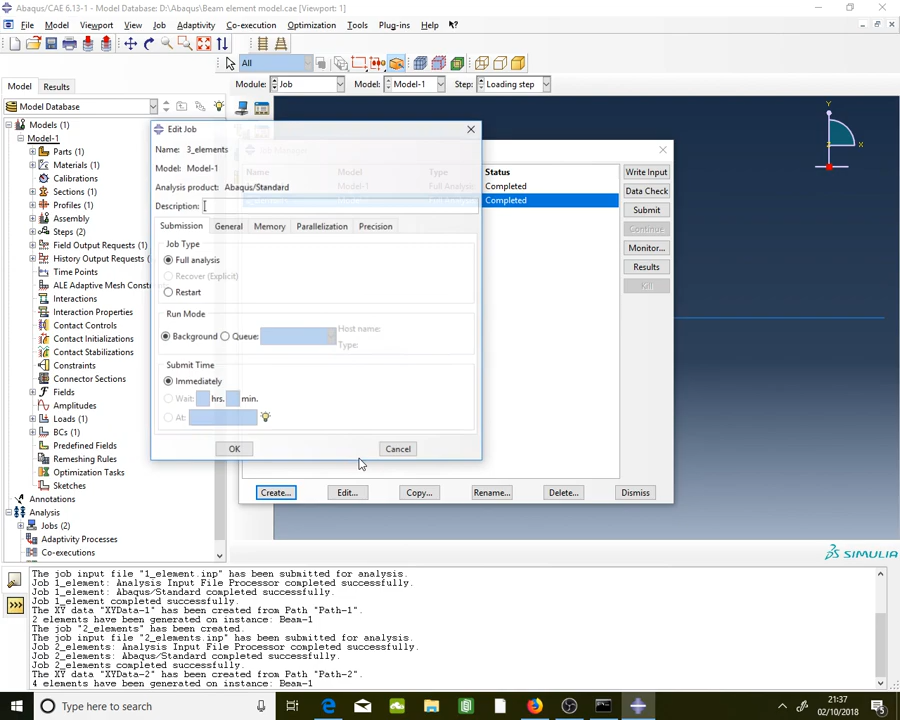 Abaqus/CAE 6.13-1 - Model Database: D:\Abaqus\Beam element model.cae [Viewport: 1]
File Model Viewport View Job Adaptivity Co-execution Optimization Tools Plug-ins Help
All
Model Results
Module: Job Model: Model-1 Step: Loading step
Model Database
Models (1)
Model-1
Parts (1)
Materials (1)
Calibrations
Sections (1)
Profiles (1)
Assembly
Steps (2)
Field Output Requests (1)
History Output Requests (1)
Time Points
ALE Adaptive Mesh Constr
Interactions
Interaction Properties
Contact Controls
Contact Initializations
Contact Stabilizations
Constraints
Connector Sections
Fields
Amplitudes
Loads (1)
BCs (1)
Predefined Fields
Remeshing Rules
Optimization Tasks
Sketches
Annotations
Analysis
Jobs (2)
Adaptivity Processes
Co-executions
Edit Job
Name: 3_elements
Model: Model-1
Analysis product: Abaqus/Standard
Description:
Submission General Memory Parallelization Precision
Job Type
Full analysis
Recover (Explicit)
Restart
Run Mode
Background Queue: Host name:
Type:
Submit Time
Immediately
Wait: hrs. min.
At:
OK Cancel
Name Model Type Status
Model-1 Full Analysis Completed
Completed
Write Input
Data Check
Submit
Continue
Monitor...
Results
Kill
Create... Edit... Copy... Rename... Delete... Dismiss
Y
X
SIMULIA
The job input file "1_element.inp" has been submitted for analysis.
Job 1_element: Analysis Input File Processor completed successfully.
Job 1_element: Abaqus/Standard completed successfully.
Job 1_element completed successfully.
The XY data "XYData-1" has been created from Path "Path-1".
2 elements have been generated on instance: Beam-1
The job "2_elements" has been created.
The job input file "2_elements.inp" has been submitted for analysis.
Job 2_elements: Analysis Input File Processor completed successfully.
Job 2_elements: Abaqus/Standard completed successfully.
Job 2_elements completed successfully.
The XY data "XYData-2" has been created from Path "Path-2".
4 elements have been generated on instance: Beam-1
>>>
Type here to search
21:37
02/10/2018
5